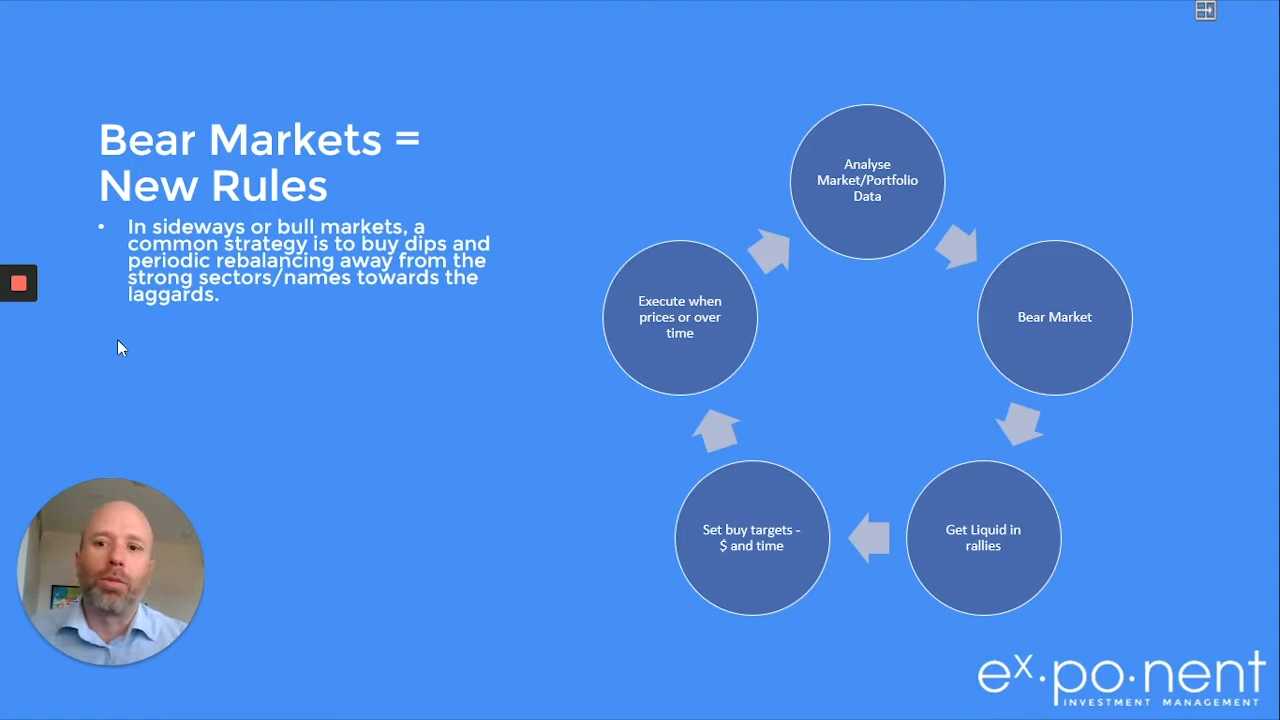 Bear Markets =
New Rules
• In sideways or bull markets, a
common strategy is to buy dips and
periodic rebalancing away from the
strong sectors/names towards the
laggards.
Analyse
Market/Portfolio
Data
Bear Market
Get Liquid in
rallies
Set buy targets -
$ and time
Execute when
prices or over
time
ex·po·nent
INVESTMENT MANAGEMENT